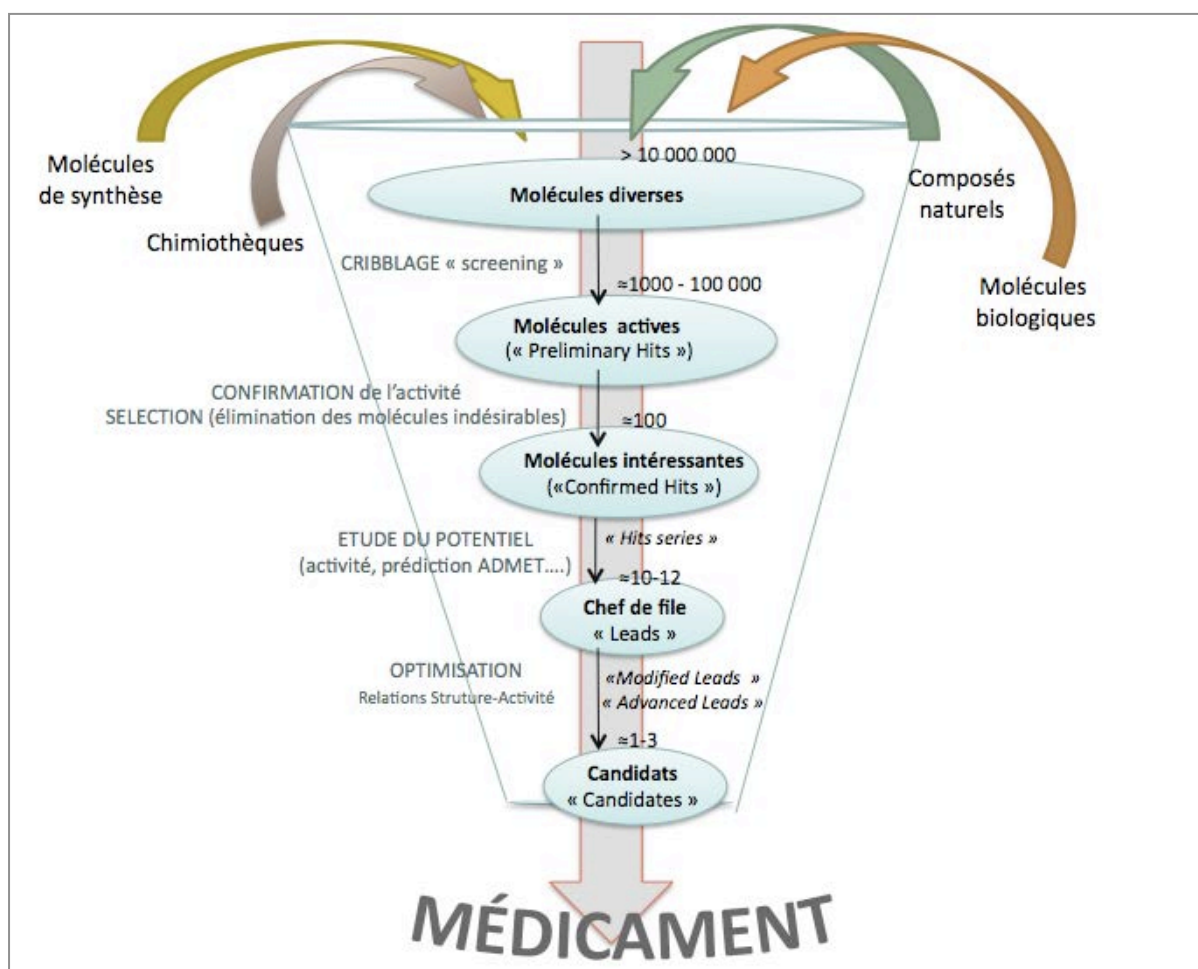 Molécules
de synthèse
Chimiothèques
Composés
naturels
Molécules
biologiques
> 10 000 000
Molécules diverses
CRIBBLAGE « screening »
≈1000 - 100 000
Molécules actives
(« Preliminary Hits »)
CONFIRMATION de l’activité
SELECTION (élimination des molécules indésirables)
≈100
Molécules intéressantes
(«Confirmed Hits »)
ETUDE DU POTENTIEL
(activité, prédiction ADMET....)
« Hits series »
≈10-12
Chef de file
« Leads »
OPTIMISATION
Relations Struture-Activité
«Modified Leads »
« Advanced Leads »
≈1-3
Candidats
« Candidates »
MÉDICAMENT